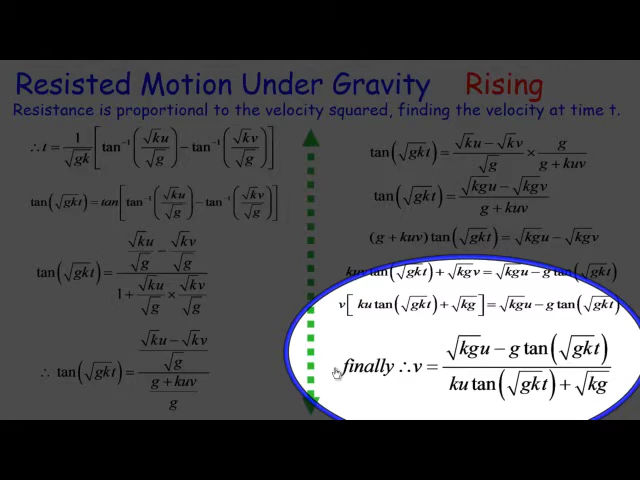 Resisted Motion Under Gravity Rising
Resistance is proportional to the velocity squared, finding the velocity at time t.
∴ t = 1/√(gk) [ tan⁻¹(√k u/√g) − tan⁻¹(√k v/√g) ]
tan(√gk t) = tan[ tan⁻¹(√k u/√g) − tan⁻¹(√k v/√g) ]
tan(√gk t) = (√k u/√g − √k v/√g) / (1 + √k u/√g × √k v/√g)
∴ tan(√gk t) = ((√k u − √k v)/√g) / ((g + kuv)/g)
tan(√gk t) = (√k u − √k v)/√g × g/(g + kuv)
tan(√gk t) = (√kg u − √kg v)/(g + kuv)
(g + kuv) tan(√gk t) = √kg u − √kg v
kuv tan(√gk t) + √kg v = √kg u − g tan(√gk t)
v[ ku tan(√gk t) + √kg ] = √kg u − g tan(√gk t)
finally ∴ v = (√kg u − g tan(√gk t)) / (ku tan(√gk t) + √kg)